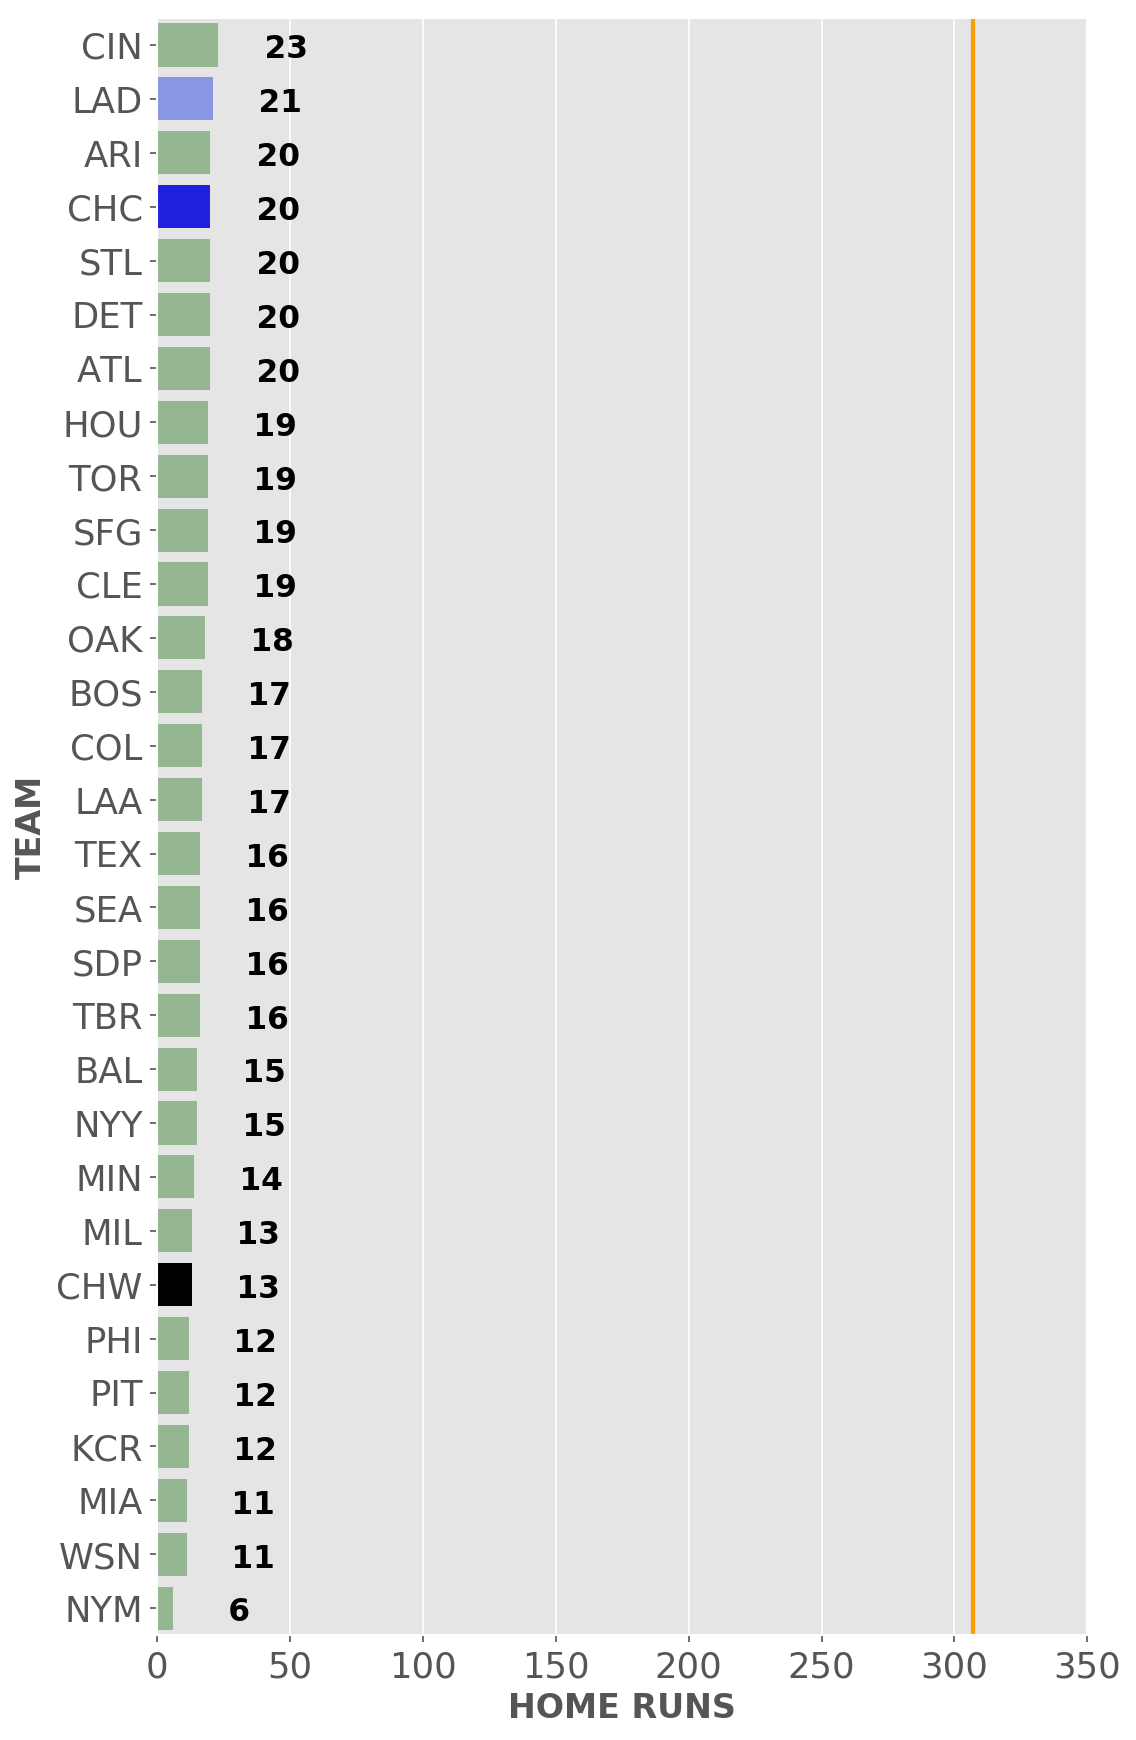 CIN 23
LAD 21
ARI 20
CHC 20
STL 20
DET 20
ATL 20
HOU 19
TOR 19
SFG 19
CLE 19
OAK 18
BOS 17
COL 17
LAA 17
TEX 16
SEA 16
SDP 16
TBR 16
BAL 15
NYY 15
MIN 14
MIL 13
CHW 13
PHI 12
PIT 12
KCR 12
MIA 11
WSN 11
NYM 6
TEAM
0 50 100 150 200 250 300 350
HOME RUNS